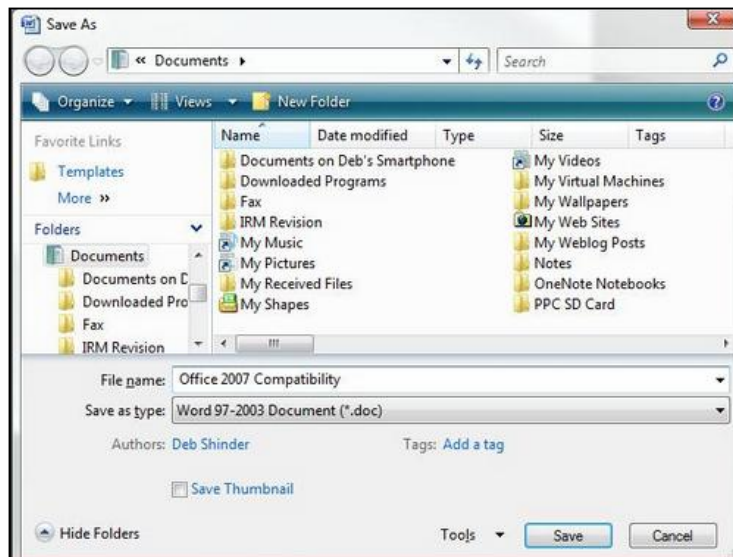 Save As
« Documents
Search
Organize Views New Folder
Favorite Links
Templates
More »
Folders
Documents
Documents on D
Downloaded Pro
Fax
IRM Revision
Name Date modified Type Size Tags
Documents on Deb's Smartphone
Downloaded Programs
Fax
IRM Revision
My Music
My Pictures
My Received Files
My Shapes
My Videos
My Virtual Machines
My Wallpapers
My Web Sites
My Weblog Posts
Notes
OneNote Notebooks
PPC SD Card
File name: Office 2007 Compatibility
Save as type: Word 97-2003 Document (*.doc)
Authors: Deb Shinder Tags: Add a tag
Save Thumbnail
Hide Folders Tools Save Cancel